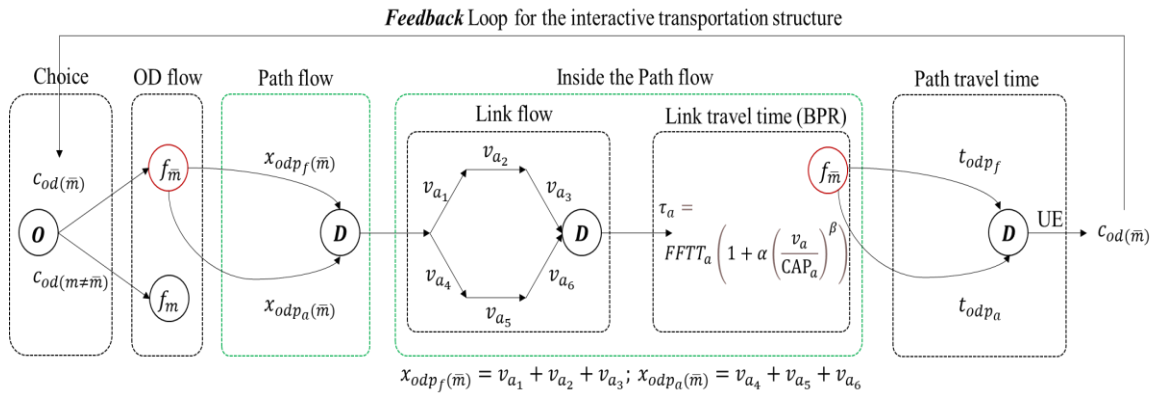 Feedback Loop for the interactive transportation structure
Choice
OD flow
Path flow
Inside the Path flow
Path travel time
Link flow
Link travel time (BPR)
c_{od(m̅)}
O
c_{od(m≠m̅)}
f_{m̅}
f_m
x_{odp_f(m̅)}
D
x_{odp_a(m̅)}
v_{a_1}
v_{a_2}
v_{a_3}
D
v_{a_4}
v_{a_5}
v_{a_6}
τ_a =
FFTT_a (1 + α (v_a / CAP_a)^β)
f_{m̅}
t_{odp_f}
D
t_{odp_a}
UE
c_{od(m̅)}
x_{odp_f(m̅)} = v_{a_1} + v_{a_2} + v_{a_3}; x_{odp_a(m̅)} = v_{a_4} + v_{a_5} + v_{a_6}